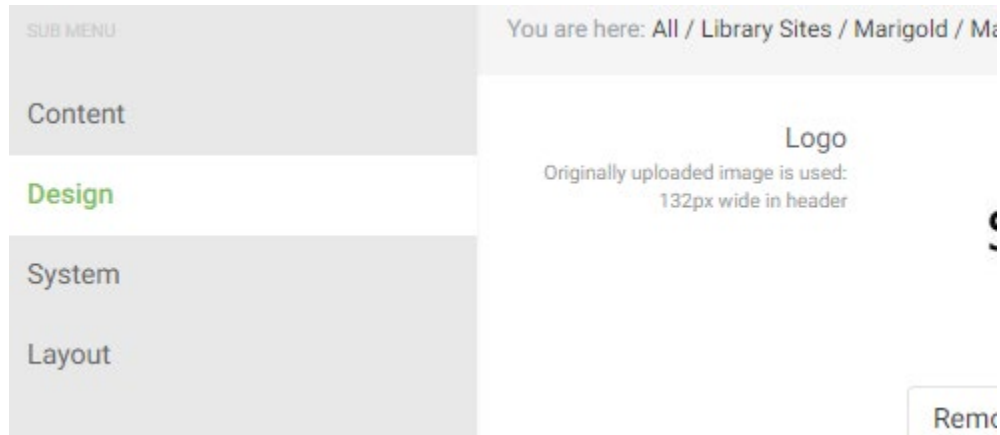 SUB MENU
You are here: All / Library Sites / Marigold /
Content
Design
System
Layout
Logo
Originally uploaded image is used:
132px wide in header